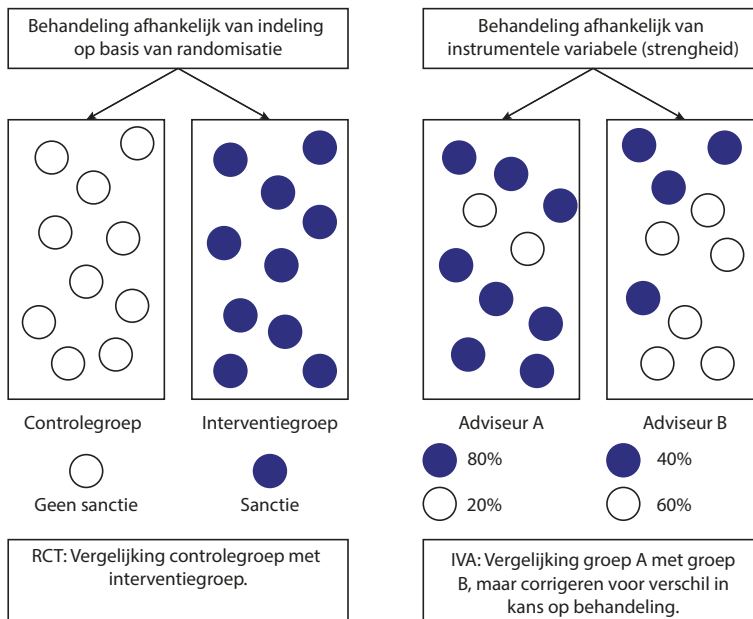 Behandeling afhankelijk van indeling
op basis van randomisatie
Behandeling afhankelijk van
instrumentele variabele (strengheid)
Controlegroep
Interventiegroep
Adviseur A
Adviseur B
Geen sanctie
Sanctie
80%
40%
20%
60%
RCT: Vergelijking controlegroep met
interventiegroep.
IVA: Vergelijking groep A met groep
B, maar corrigeren voor verschil in
kans op behandeling.